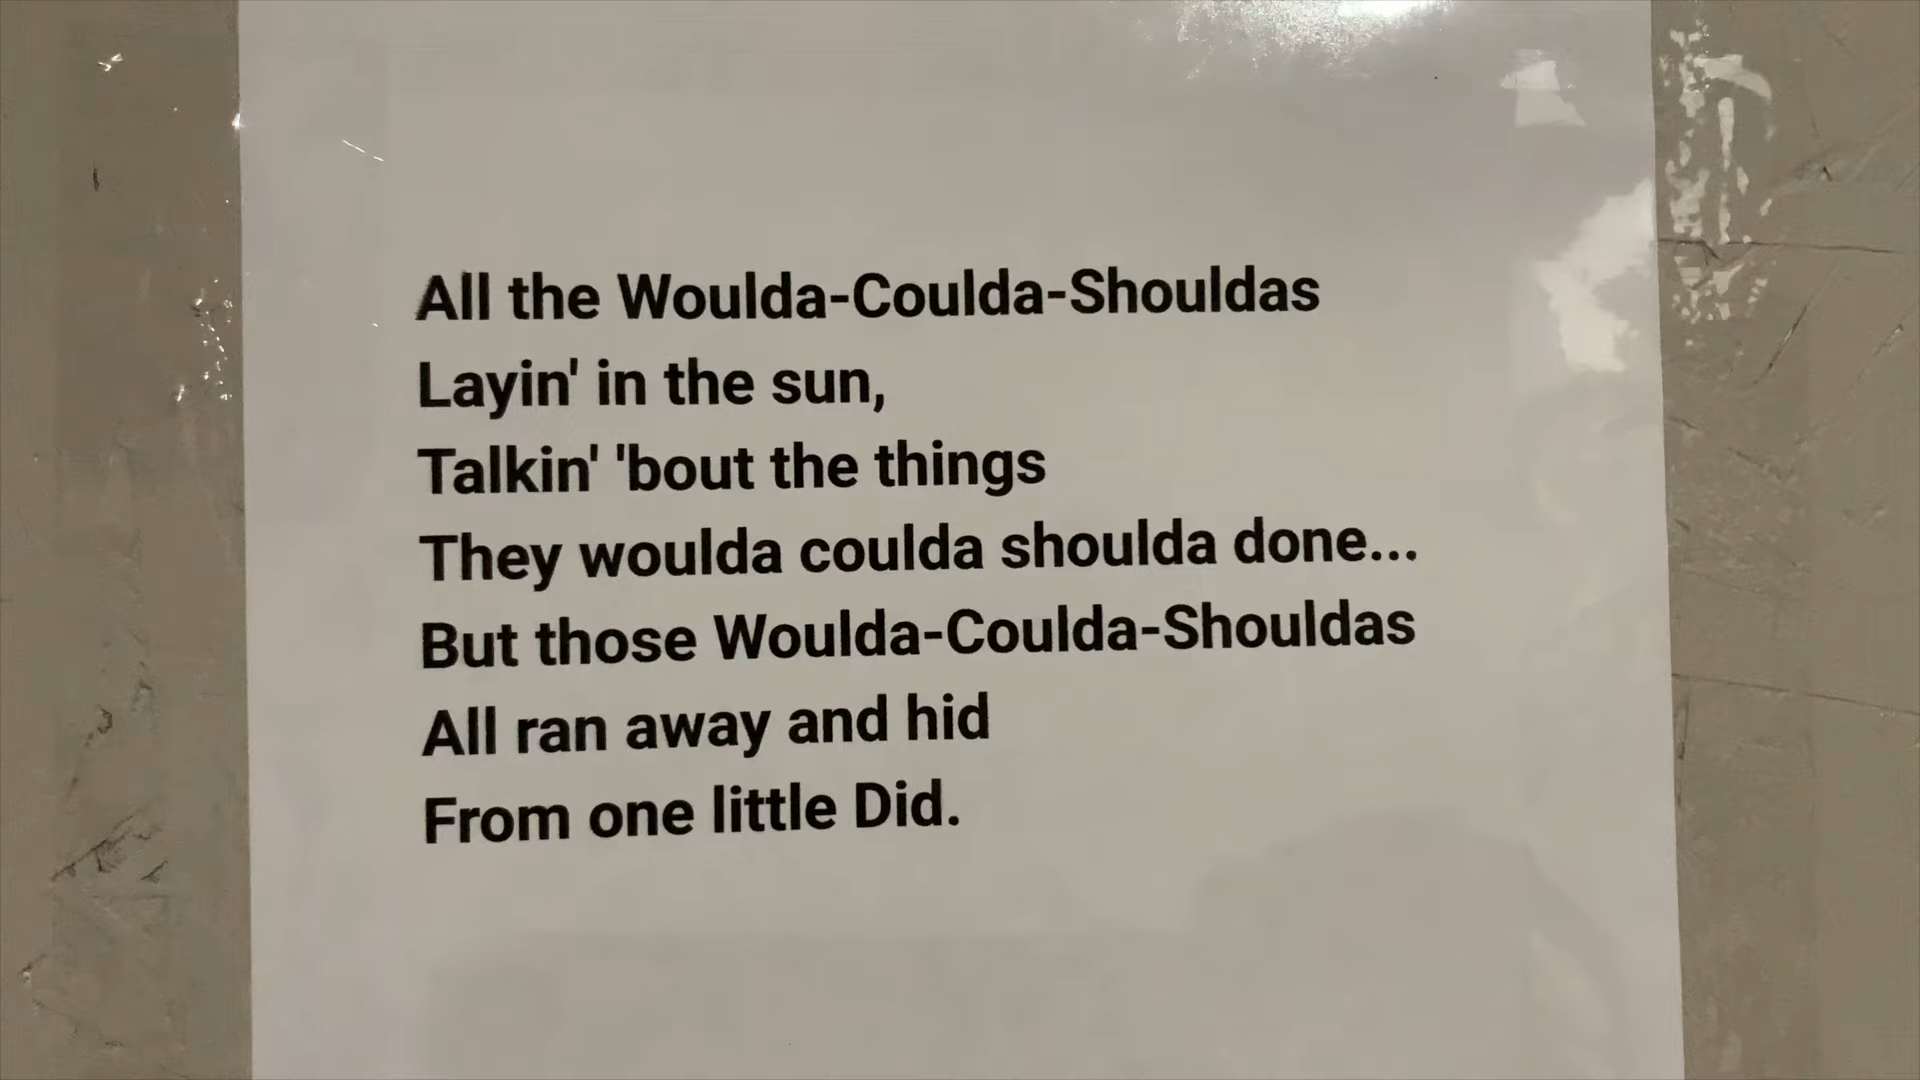 All the Woulda-Coulda-Shouldas
Layin' in the sun,
Talkin' 'bout the things
They woulda coulda shoulda done...
But those Woulda-Coulda-Shouldas
All ran away and hid
From one little Did.